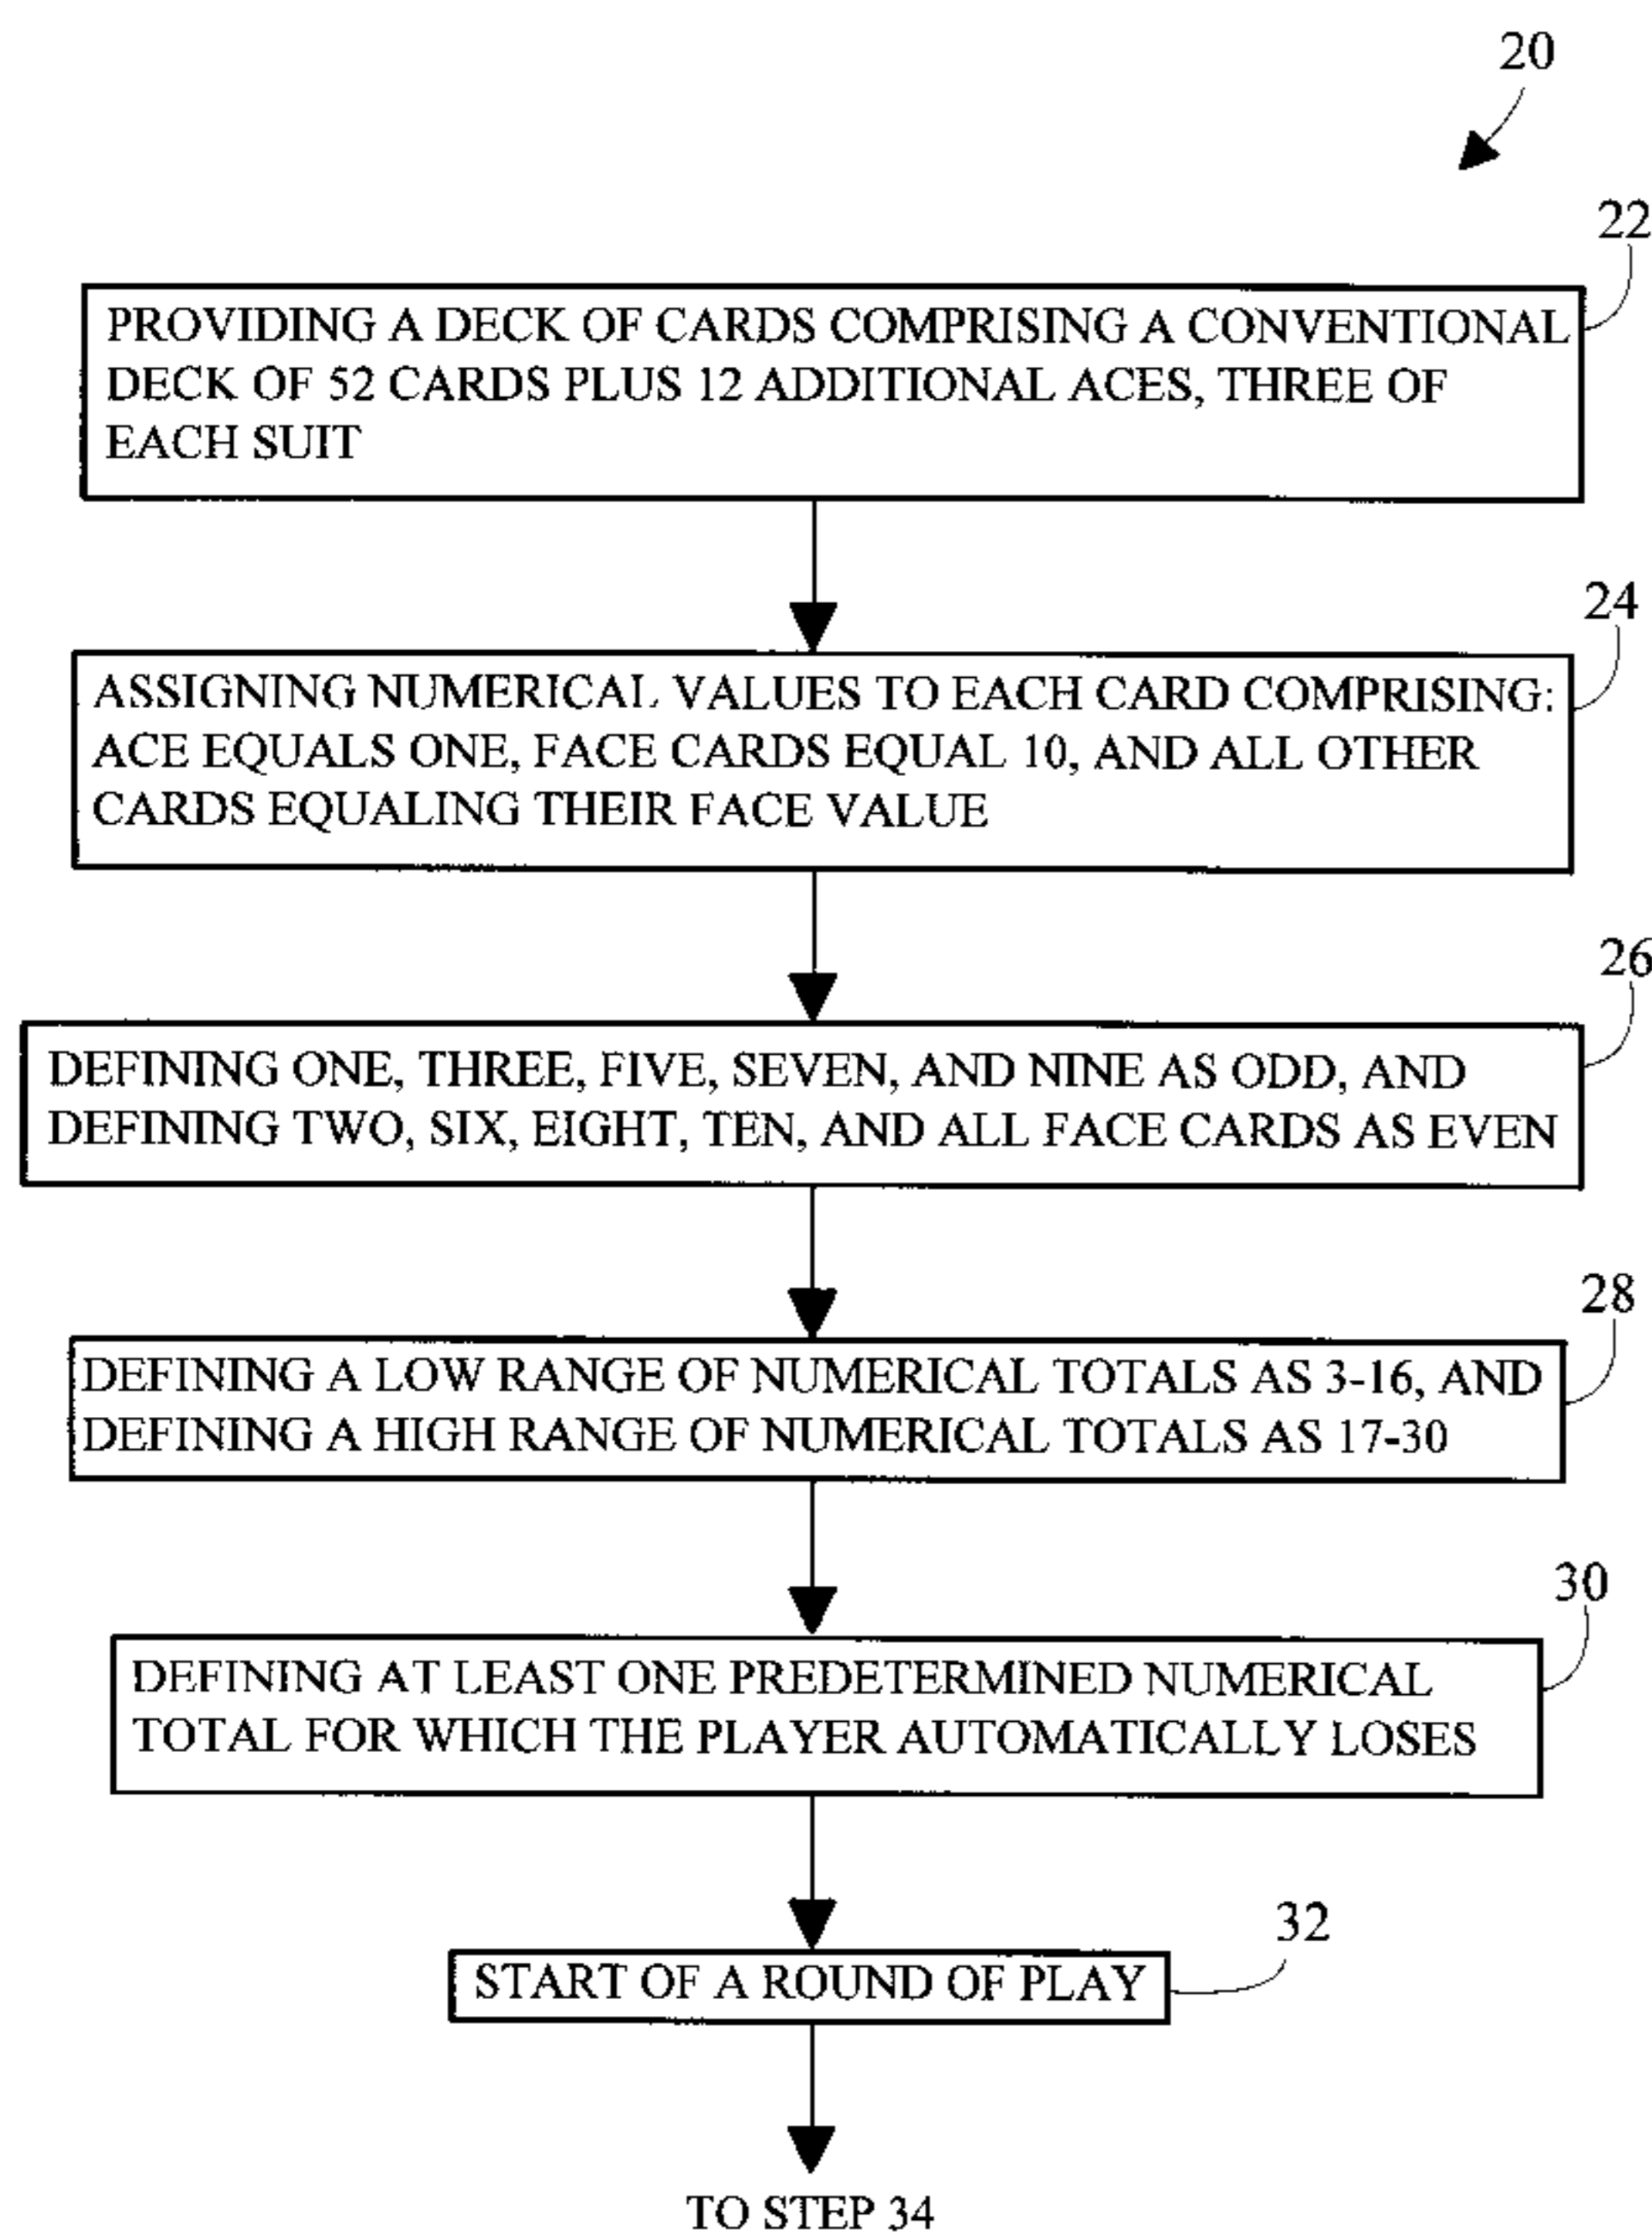 20
22
PROVIDING A DECK OF CARDS COMPRISING A CONVENTIONAL
DECK OF 52 CARDS PLUS 12 ADDITIONAL ACES, THREE OF
EACH SUIT
24
ASSIGNING NUMERICAL VALUES TO EACH CARD COMPRISING:
ACE EQUALS ONE, FACE CARDS EQUAL 10, AND ALL OTHER
CARDS EQUALING THEIR FACE VALUE
26
DEFINING ONE, THREE, FIVE, SEVEN, AND NINE AS ODD, AND
DEFINING TWO, SIX, EIGHT, TEN, AND ALL FACE CARDS AS EVEN
28
DEFINING A LOW RANGE OF NUMERICAL TOTALS AS 3-16, AND
DEFINING A HIGH RANGE OF NUMERICAL TOTALS AS 17-30
30
DEFINING AT LEAST ONE PREDETERMINED NUMERICAL
TOTAL FOR WHICH THE PLAYER AUTOMATICALLY LOSES
32
START OF A ROUND OF PLAY
TO STEP 34